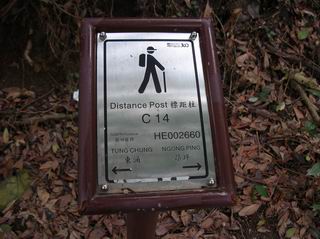 Distance Post 標距柱
C 14
HE002660
TUNG CHUNG NGONG PING
東涌 昂坪